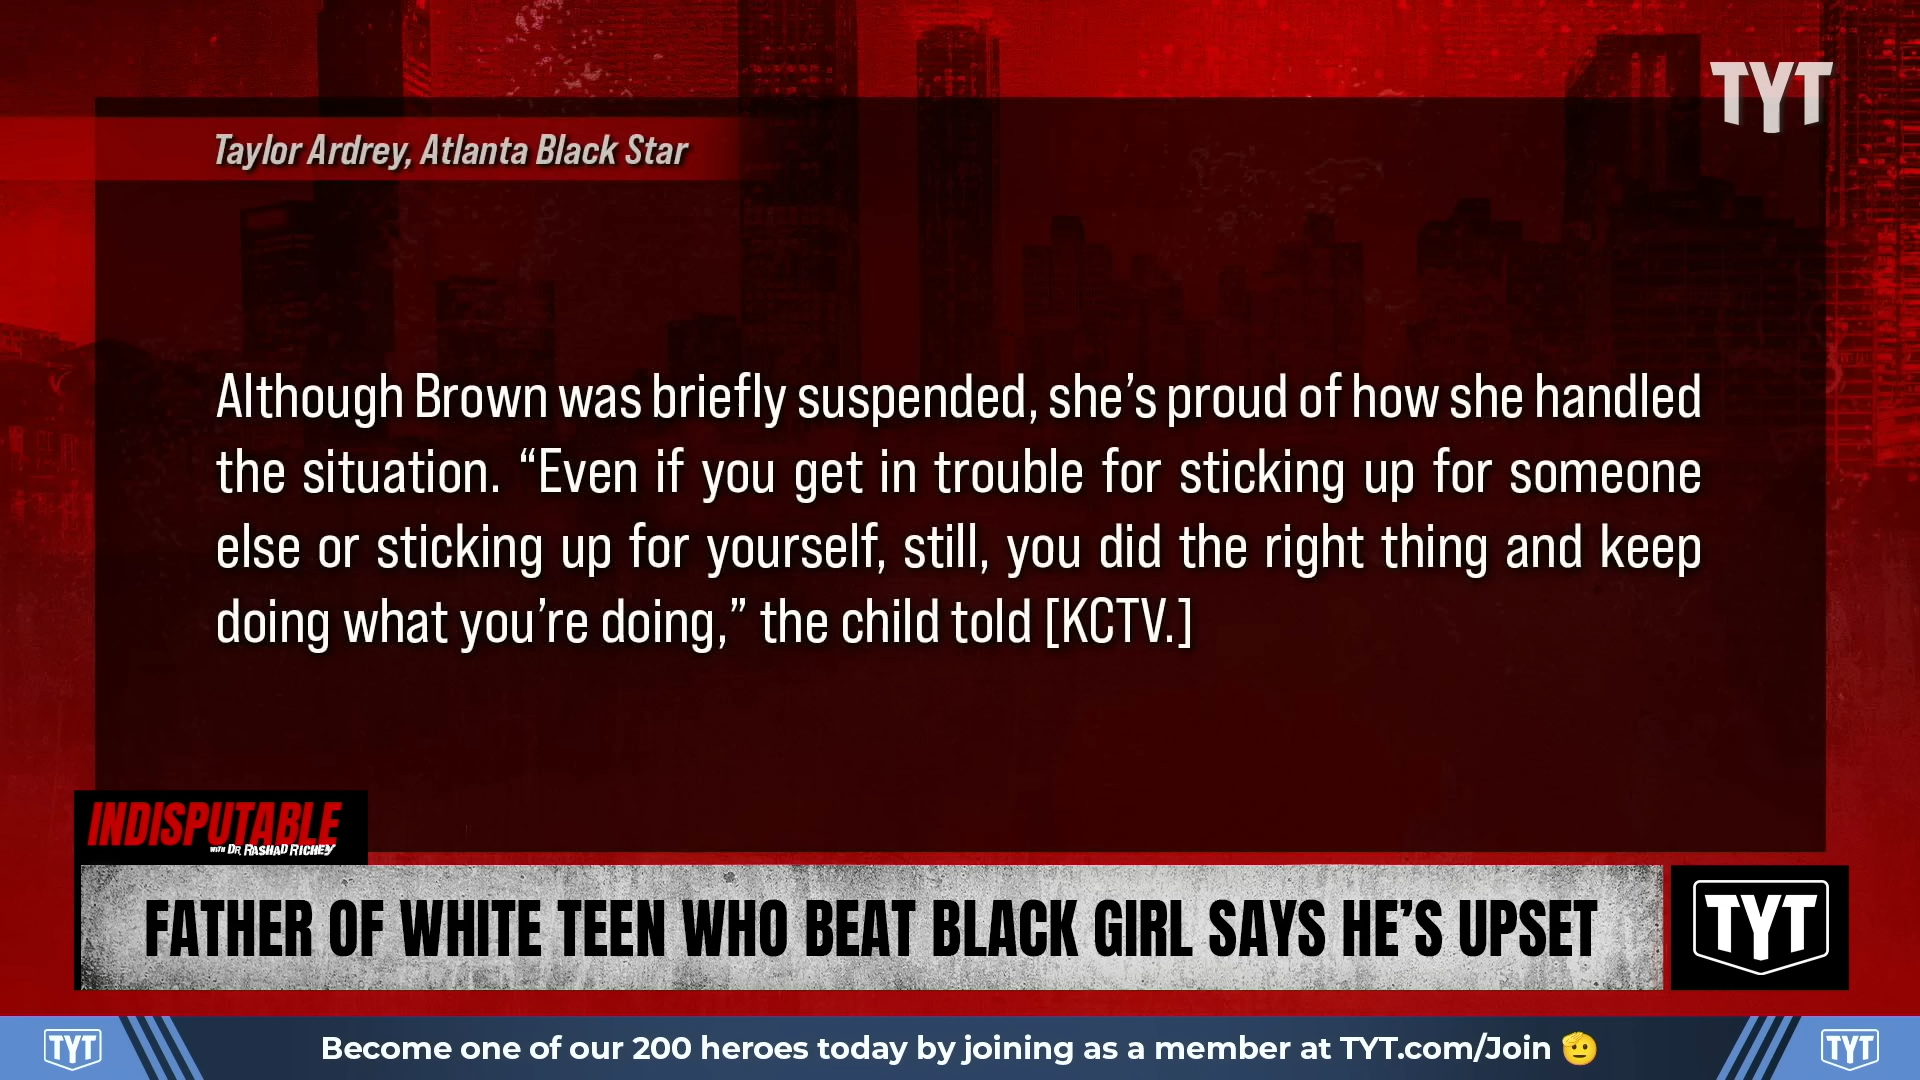 TYT
Taylor Ardrey, Atlanta Black Star
Although Brown was briefly suspended, she’s proud of how she handled
the situation. “Even if you get in trouble for sticking up for someone
else or sticking up for yourself, still, you did the right thing and keep
doing what you’re doing,” the child told [KCTV.]
INDISPUTABLE
WITH DR. RASHAD RICHEY
FATHER OF WHITE TEEN WHO BEAT BLACK GIRL SAYS HE’S UPSET
TYT
TYT
Become one of our 200 heroes today by joining as a member at TYT.com/Join 🫡
TYT